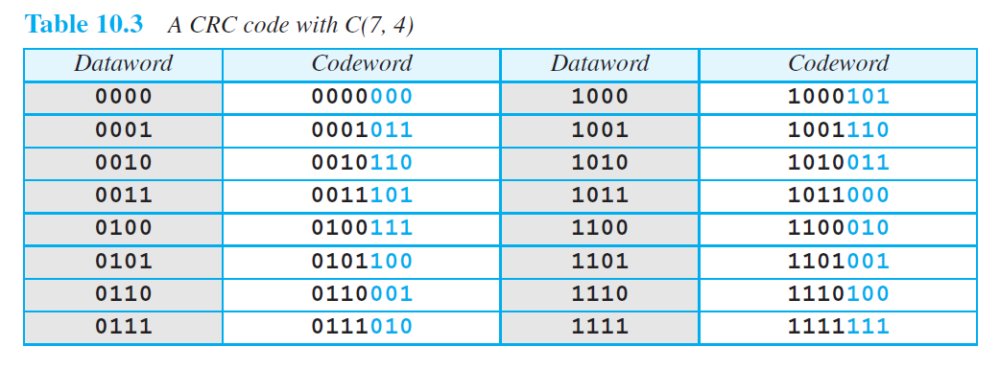 Table 10.3 A CRC code with C(7, 4)
Dataword Codeword Dataword Codeword
0000 0000000 1000 1000101
0001 0001011 1001 1001110
0010 0010110 1010 1010011
0011 0011101 1011 1011000
0100 0100111 1100 1100010
0101 0101100 1101 1101001
0110 0110001 1110 1110100
0111 0111010 1111 1111111